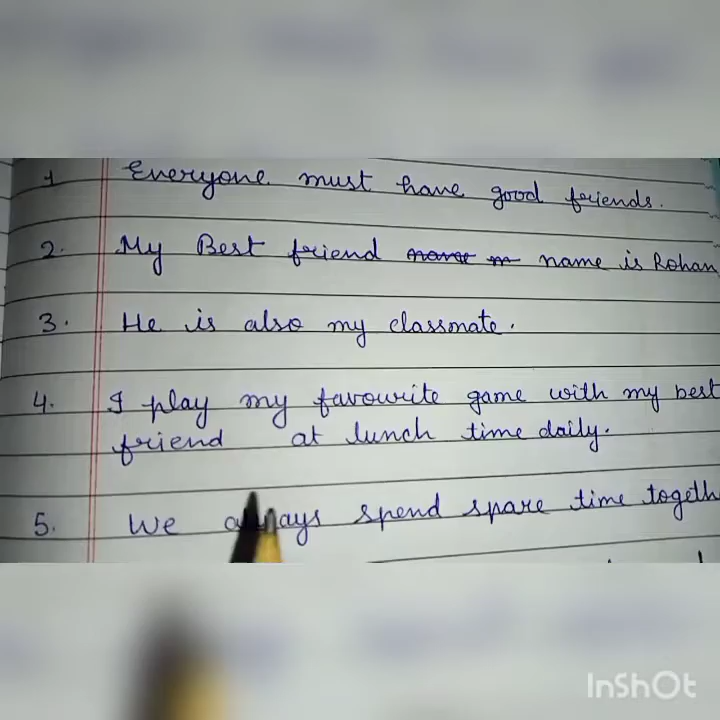 1 Everyone must have good friends.
2. My Best friend name is Rohan
3. He is also my classmate.
4. I play my favourite game with my best
friend at lunch time daily.
5. We always spend spare time togeth
InShOt